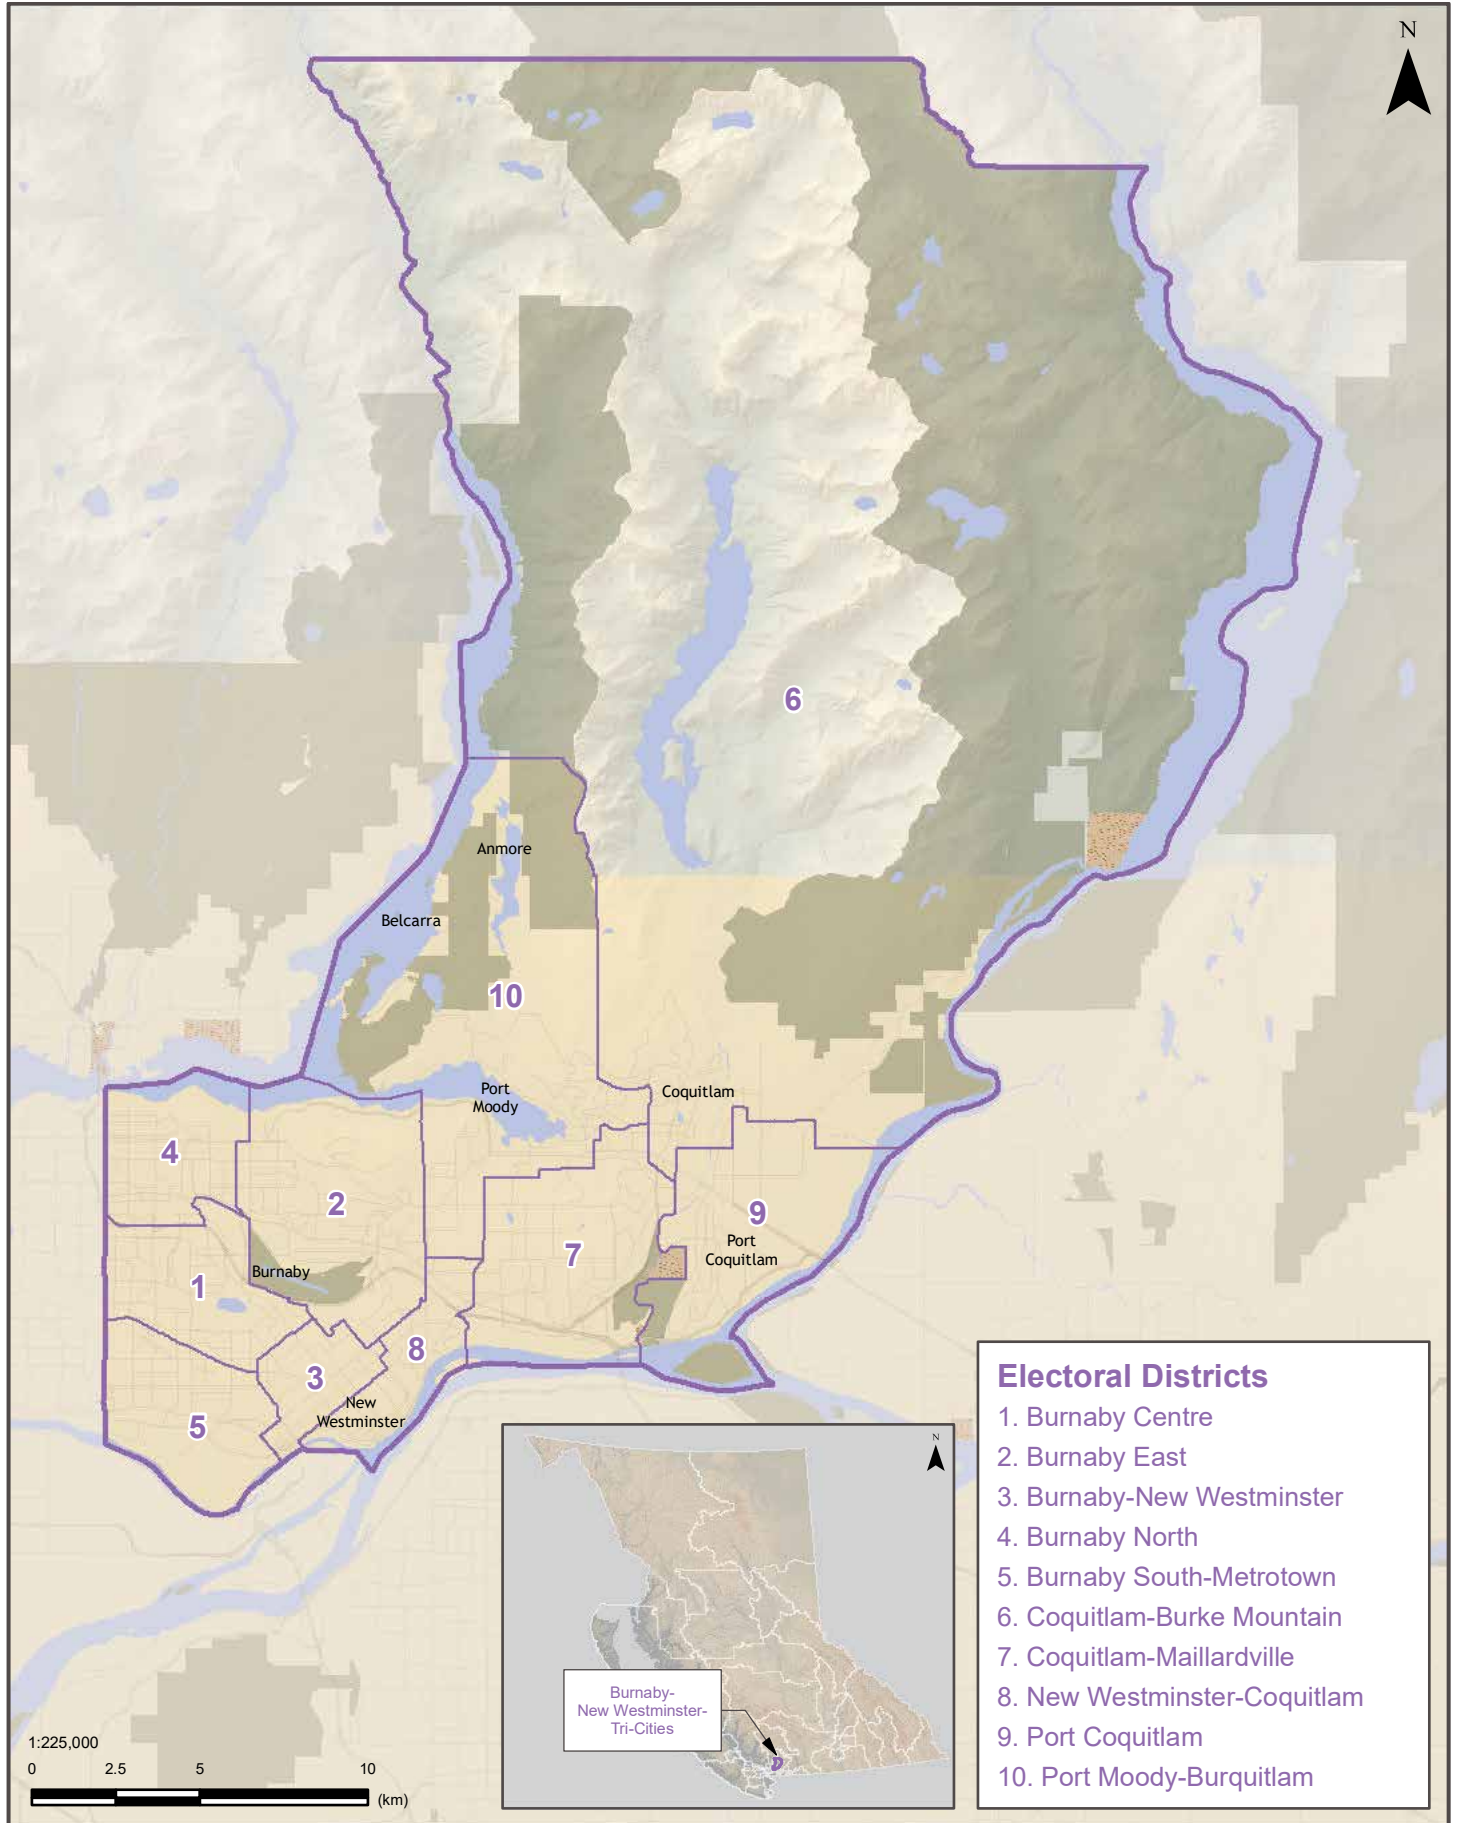 N
6
Anmore
Belcarra
10
Port
Moody
Coquitlam
4
2
9
Port
Coquitlam
7
Burnaby
1
8
3
New
Westminster
5
Electoral Districts
1. Burnaby Centre
2. Burnaby East
3. Burnaby-New Westminster
4. Burnaby North
5. Burnaby South-Metrotown
6. Coquitlam-Burke Mountain
7. Coquitlam-Maillardville
8. New Westminster-Coquitlam
9. Port Coquitlam
10. Port Moody-Burquitlam
N
Burnaby-
New Westminster-
Tri-Cities
1:225,000
0 2.5 5 10
(km)